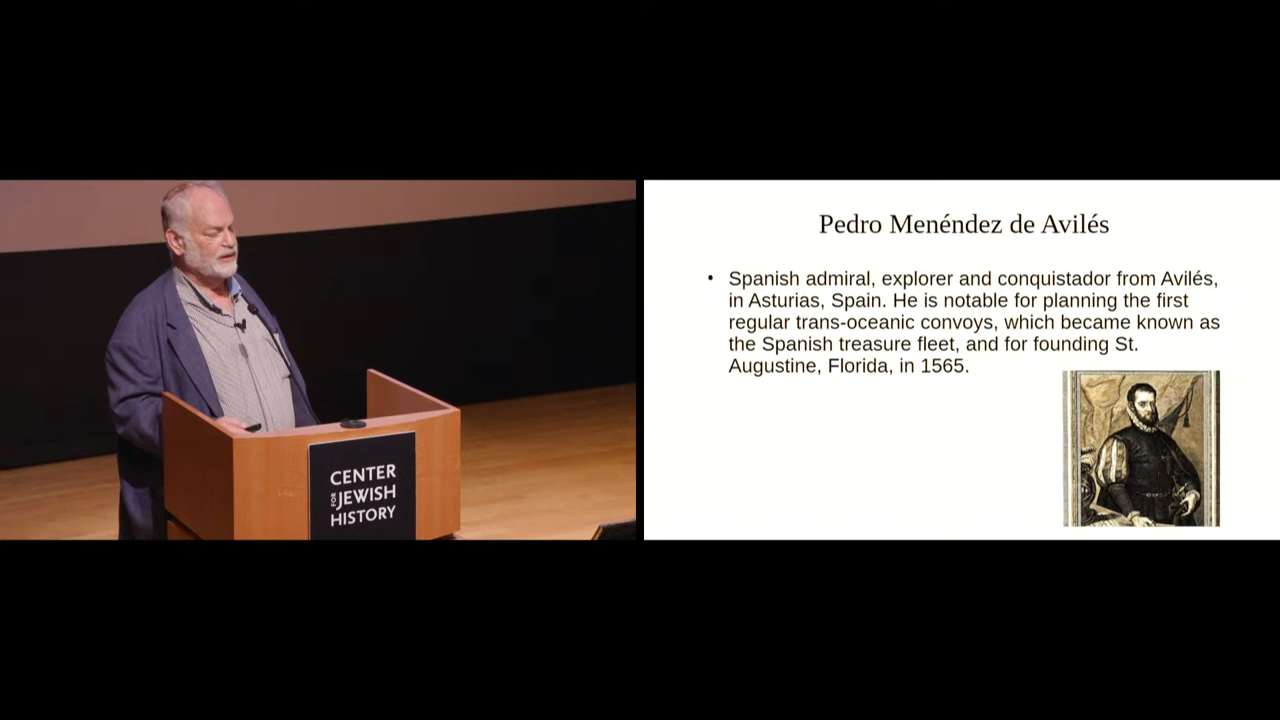 CENTER
FOR JEWISH
HISTORY
Pedro Menéndez de Avilés
• Spanish admiral, explorer and conquistador from Avilés,
in Asturias, Spain. He is notable for planning the first
regular trans-oceanic convoys, which became known as
the Spanish treasure fleet, and for founding St.
Augustine, Florida, in 1565.